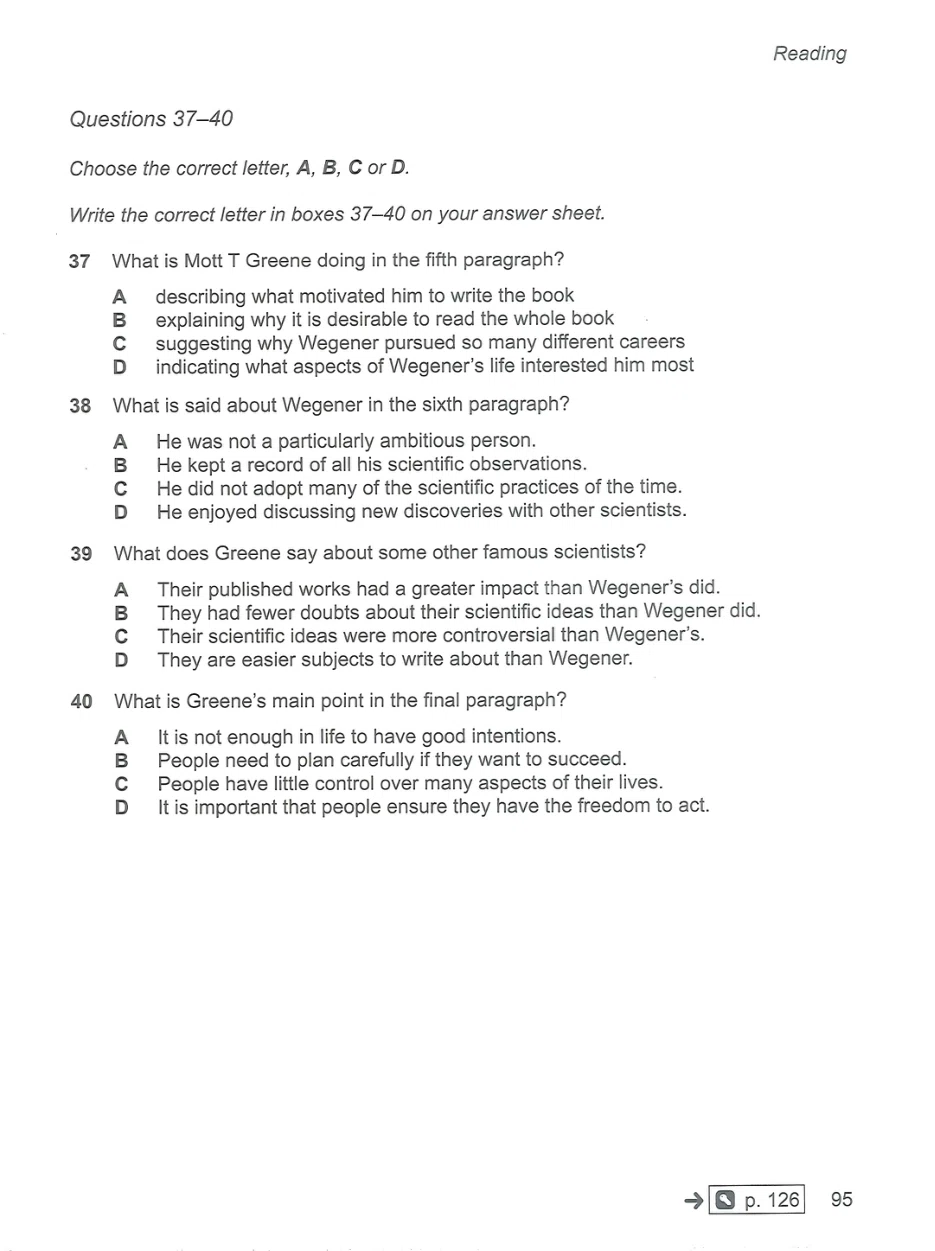 Reading
Questions 37–40
Choose the correct letter, A, B, C or D.
Write the correct letter in boxes 37–40 on your answer sheet.
37 What is Mott T Greene doing in the fifth paragraph?
A describing what motivated him to write the book
B explaining why it is desirable to read the whole book
C suggesting why Wegener pursued so many different careers
D indicating what aspects of Wegener's life interested him most
38 What is said about Wegener in the sixth paragraph?
A He was not a particularly ambitious person.
B He kept a record of all his scientific observations.
C He did not adopt many of the scientific practices of the time.
D He enjoyed discussing new discoveries with other scientists.
39 What does Greene say about some other famous scientists?
A Their published works had a greater impact than Wegener's did.
B They had fewer doubts about their scientific ideas than Wegener did.
C Their scientific ideas were more controversial than Wegener's.
D They are easier subjects to write about than Wegener.
40 What is Greene's main point in the final paragraph?
A It is not enough in life to have good intentions.
B People need to plan carefully if they want to succeed.
C People have little control over many aspects of their lives.
D It is important that people ensure they have the freedom to act.
→ p. 126 95